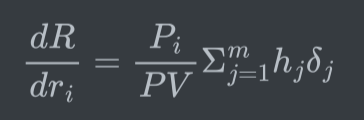 dR/dr_i = P_i/PV Σ_{j=1}^{m} h_j δ_j